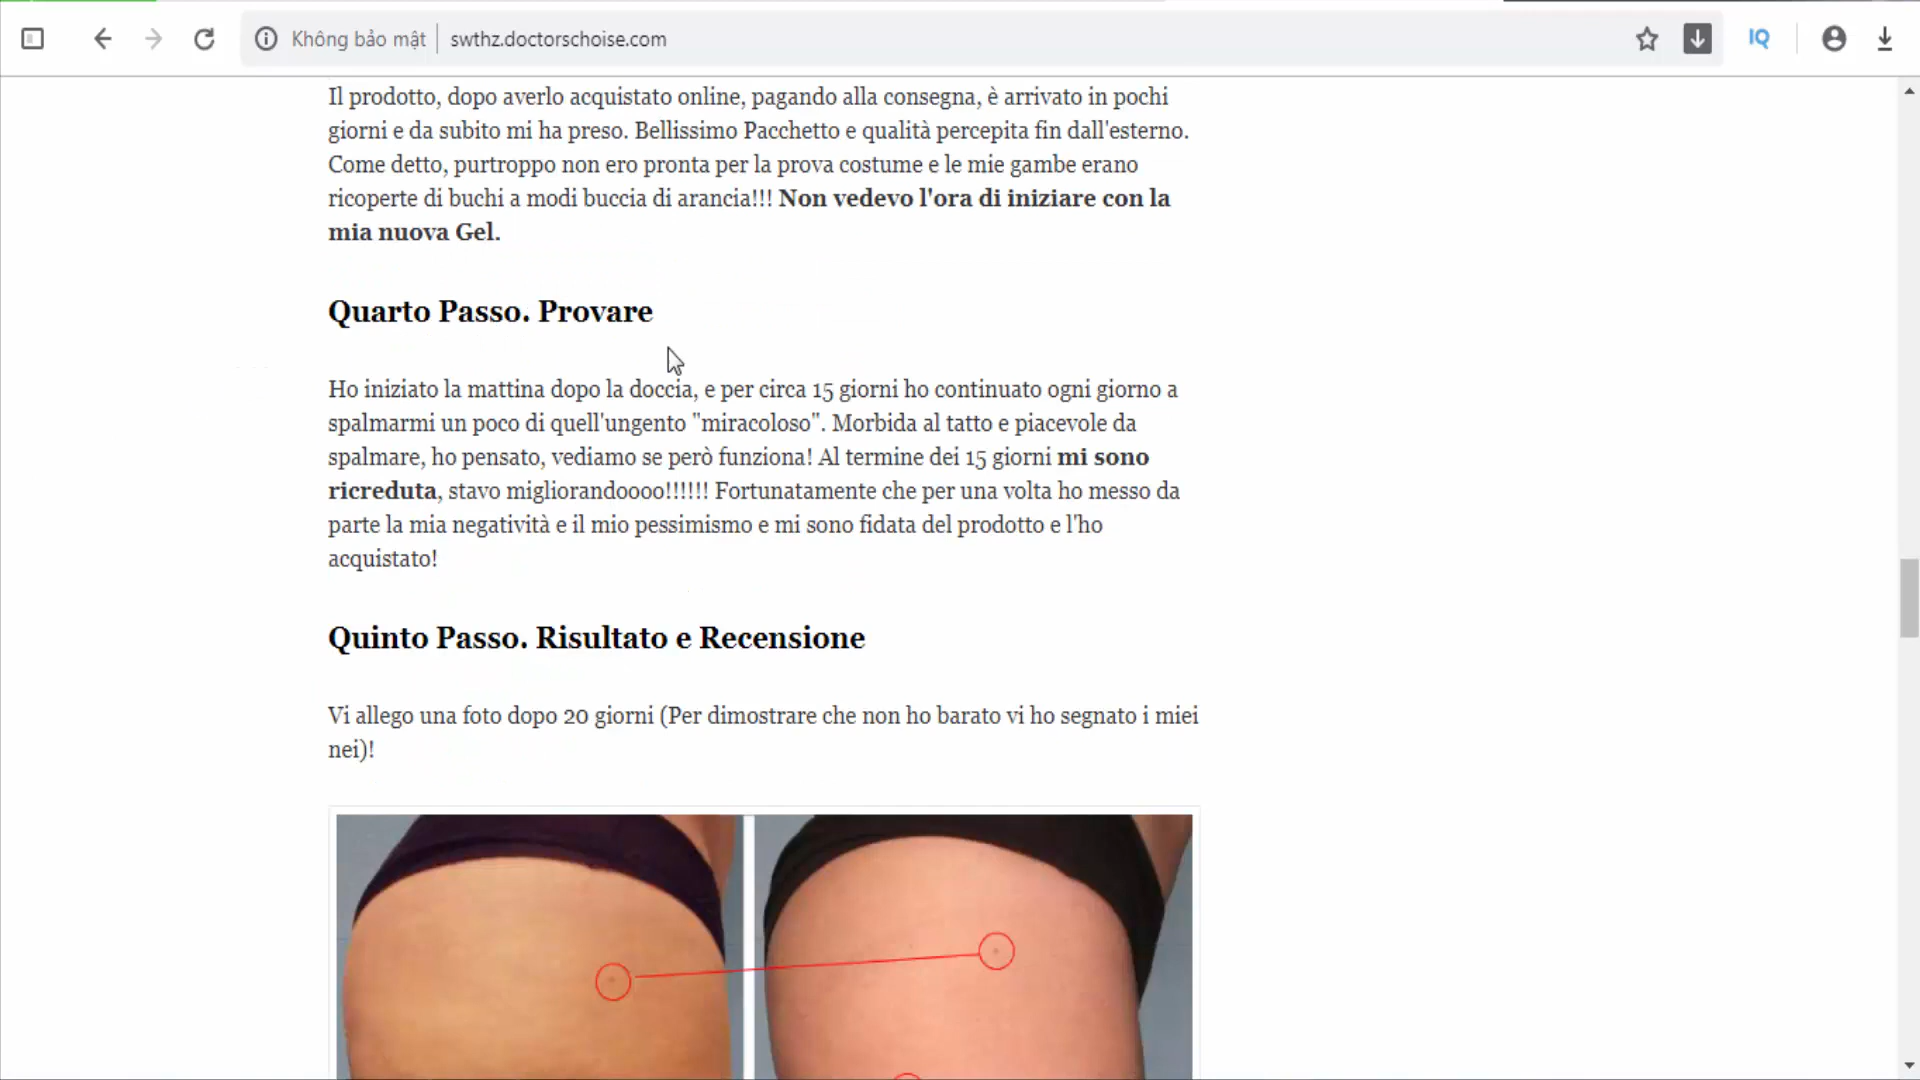 Không bảo mật
swthz.doctorschoise.com
IQ
Il prodotto, dopo averlo acquistato online, pagando alla consegna, è arrivato in pochi
giorni e da subito mi ha preso. Bellissimo Pacchetto e qualità percepita fin dall'esterno.
Come detto, purtroppo non ero pronta per la prova costume e le mie gambe erano
ricoperte di buchi a modi buccia di arancia!!! Non vedevo l'ora di iniziare con la
mia nuova Gel.
Quarto Passo. Provare
Ho iniziato la mattina dopo la doccia, e per circa 15 giorni ho continuato ogni giorno a
spalmarmi un poco di quell'ungento "miracoloso". Morbida al tatto e piacevole da
spalmare, ho pensato, vediamo se però funziona! Al termine dei 15 giorni mi sono
ricreduta, stavo migliorandoooo!!!!!! Fortunatamente che per una volta ho messo da
parte la mia negatività e il mio pessimismo e mi sono fidata del prodotto e l'ho
acquistato!
Quinto Passo. Risultato e Recensione
Vi allego una foto dopo 20 giorni (Per dimostrare che non ho barato vi ho segnato i miei
nei)!